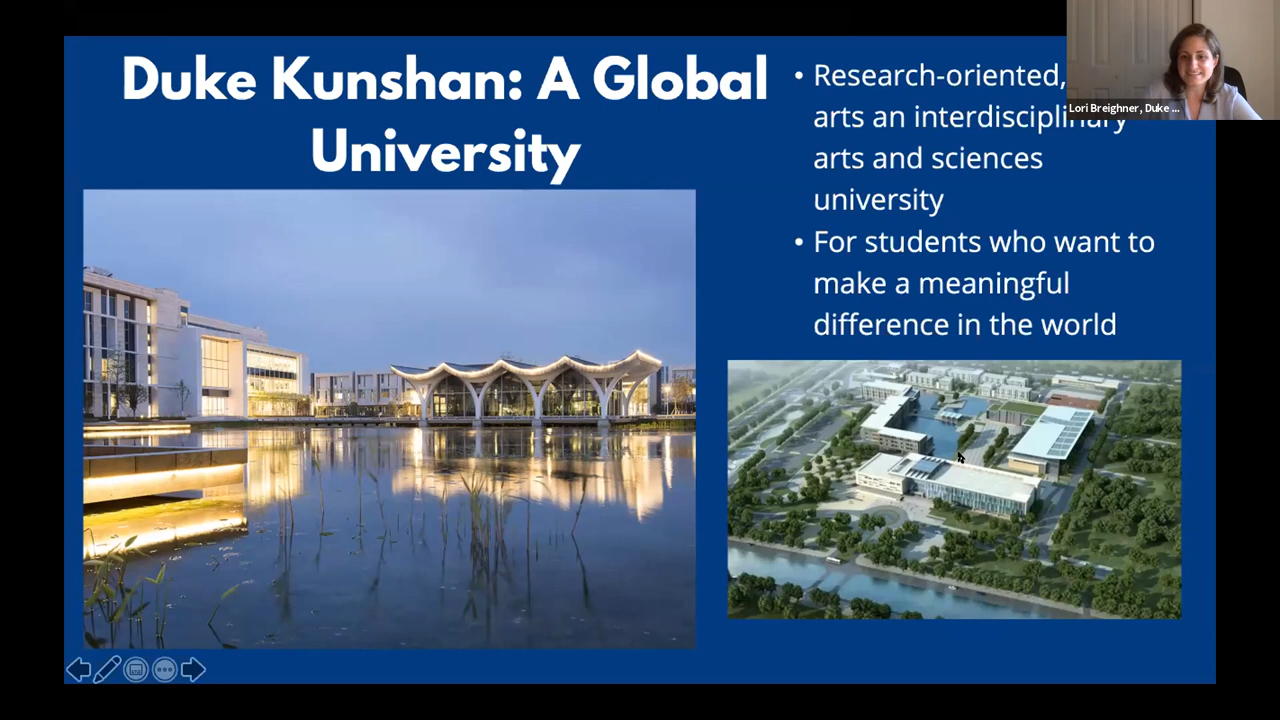 Duke Kunshan: A Global
University
• Research-oriented,
arts an interdisciplinary
arts and sciences
university
• For students who want to
make a meaningful
difference in the world
Lori Breighner, Duke ...